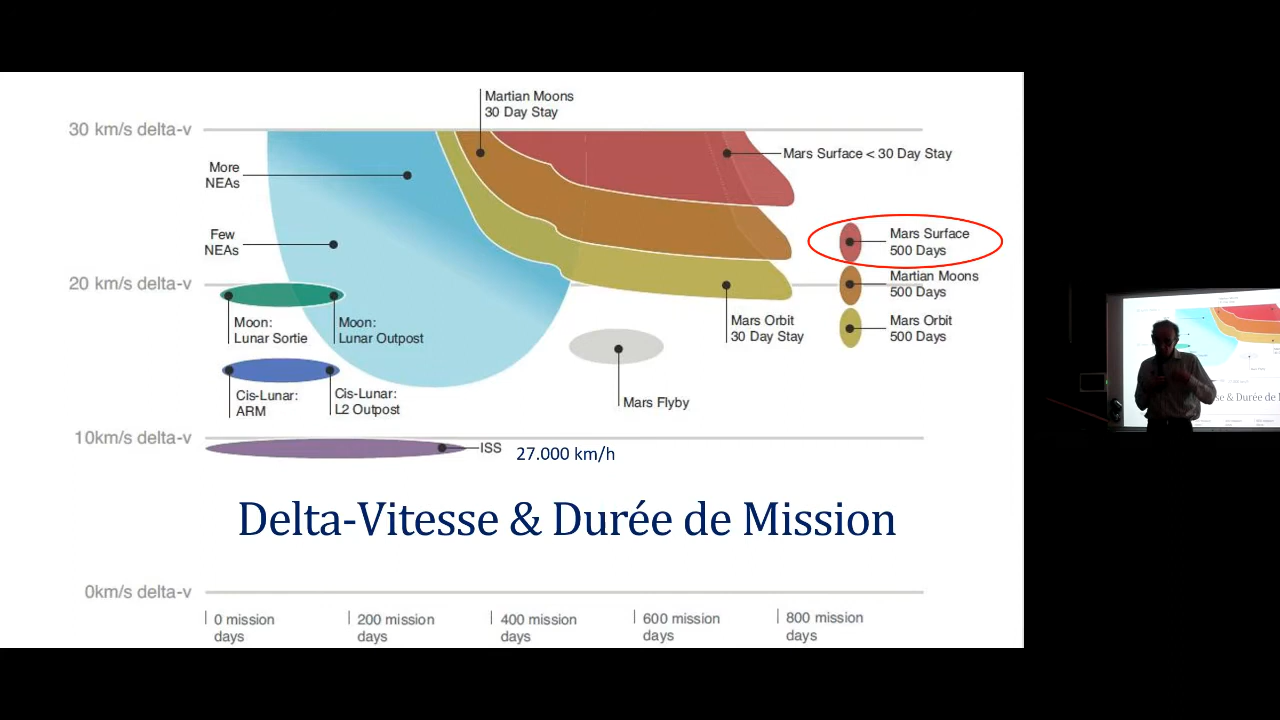 Martian Moons
30 Day Stay
30 km/s delta-v
Mars Surface < 30 Day Stay
More
NEAs
Few
NEAs
Mars Surface
500 Days
20 km/s delta-v
Martian Moons
500 Days
Moon:
Lunar Sortie
Moon:
Lunar Outpost
Mars Orbit
30 Day Stay
Mars Orbit
500 Days
Cis-Lunar:
ARM
Cis-Lunar:
L2 Outpost
Mars Flyby
10km/s delta-v
ISS
27.000 km/h
Delta-Vitesse & Durée de Mission
0km/s delta-v
0 mission
days
200 mission
days
400 mission
days
600 mission
days
800 mission
days
se & Durée de